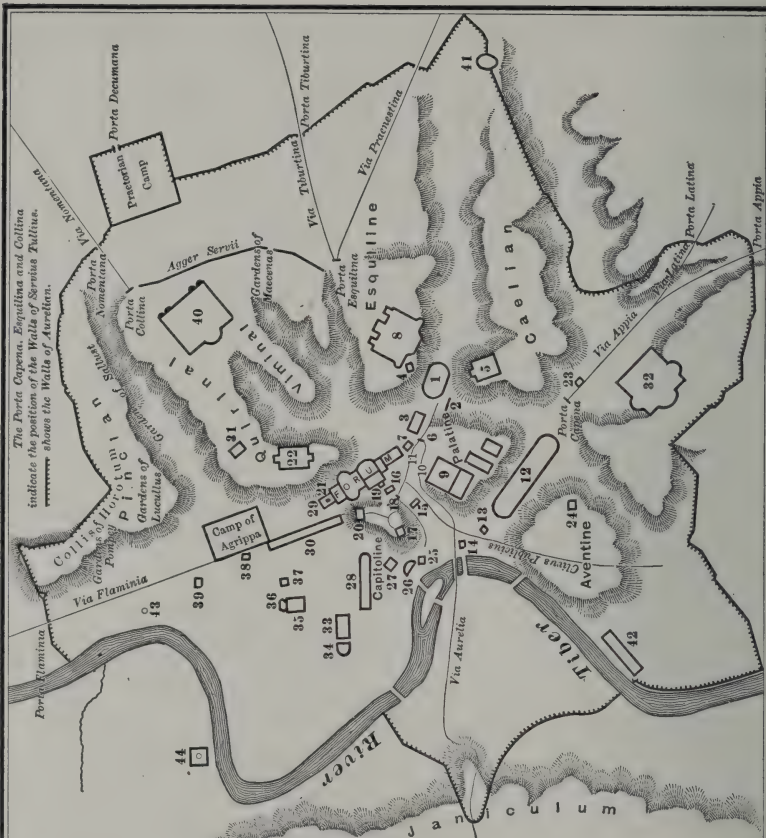 The Porta Capena, Esquilina and Collina
indicate the position of the Walls of Servius Tullius.
shows the Walls of Aurelian.
Porta Decumana
Praetorian
Camp
Via Nomentana
Porta
Nomentana
Porta
Collina
Agger Servii
Via
Tiburtina
Porta Tiburtina
Via Praenestina
Porta
Esquilina
Gardens of
Maecenas
Esquiline
Caelian
Viminal
Quirinal
Gardens of Sallust
Collis Hortorum
Pincian
Gardens of
Lucullus
Gardens of
Pompey
Via Flaminia
Porta Flaminia
Camp of
Agrippa
FORUM
Capitoline
Palatine
Aventine
Clivus Publicius
Porta
Capena
Via Appia
Via Latina
Porta Latina
Porta Appia
Via Aurelia
River
Tiber
Janiculum
1
2
3
4
5
6
7
8
9
10
11
12
13
14
15
16
17
18
19
20
21
22
23
24
25
26
27
28
29
30
31
32
33
34
35
36
37
38
39
40
41
42
43
44